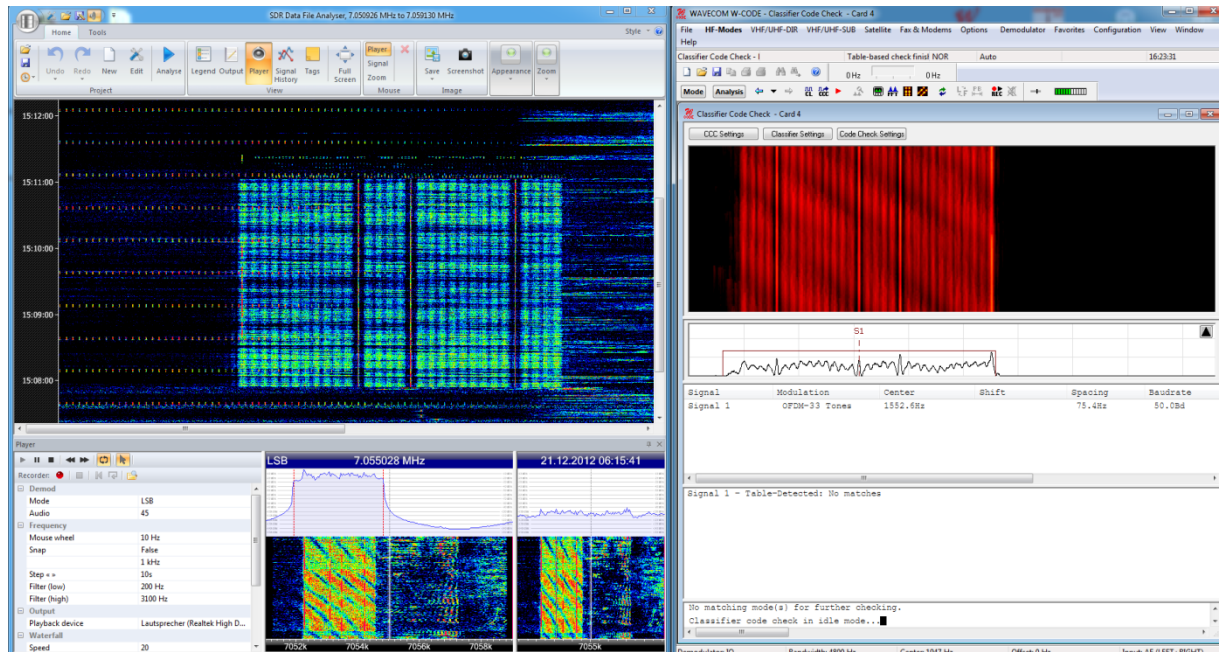 SDR Data File Analyser, 7.050926 MHz to 7.059130 MHz
Home Tools
Style
Undo Redo New Edit Analyse Legend Output Player Signal History Tags Full Screen Player Signal Zoom Save Screenshot Appearance Zoom
Project View Mouse Image
15:12:00
15:11:00
15:10:00
15:09:00
15:08:00
Player
Recorder:
Demod
Mode LSB
Audio 45
Frequency
Mouse wheel 10 Hz
Snap False
1 kHz
Step « » 10s
Filter (low) 200 Hz
Filter (high) 3100 Hz
Output
Playback device Lautsprecher (Realtek High D...
Waterfall
Speed 20
LSB 7.055028 MHz
21.12.2012 06:15:41
7052k 7054k 7056k 7058k
7055k
WAVECOM W-CODE - Classifier Code Check - Card 4
File HF-Modes VHF/UHF-DIR VHF/UHF-SUB Satellite Fax & Modems Options Demodulator Favorites Configuration View Window
Help
Classifier Code Check - I Table-based check finisl NOR Auto 16:23:31
0 Hz 0 Hz
Mode Analysis
Classifier Code Check - Card 4
CCC Settings Classifier Settings Code Check Settings
S1
Signal Modulation Center Shift Spacing Baudrate
Signal 1 OFDM-33 Tones 1552.6Hz 75.4Hz 50.0Bd
Signal 1 - Table-Detected: No matches
No matching mode(s) for further checking.
Classifier code check in idle mode...